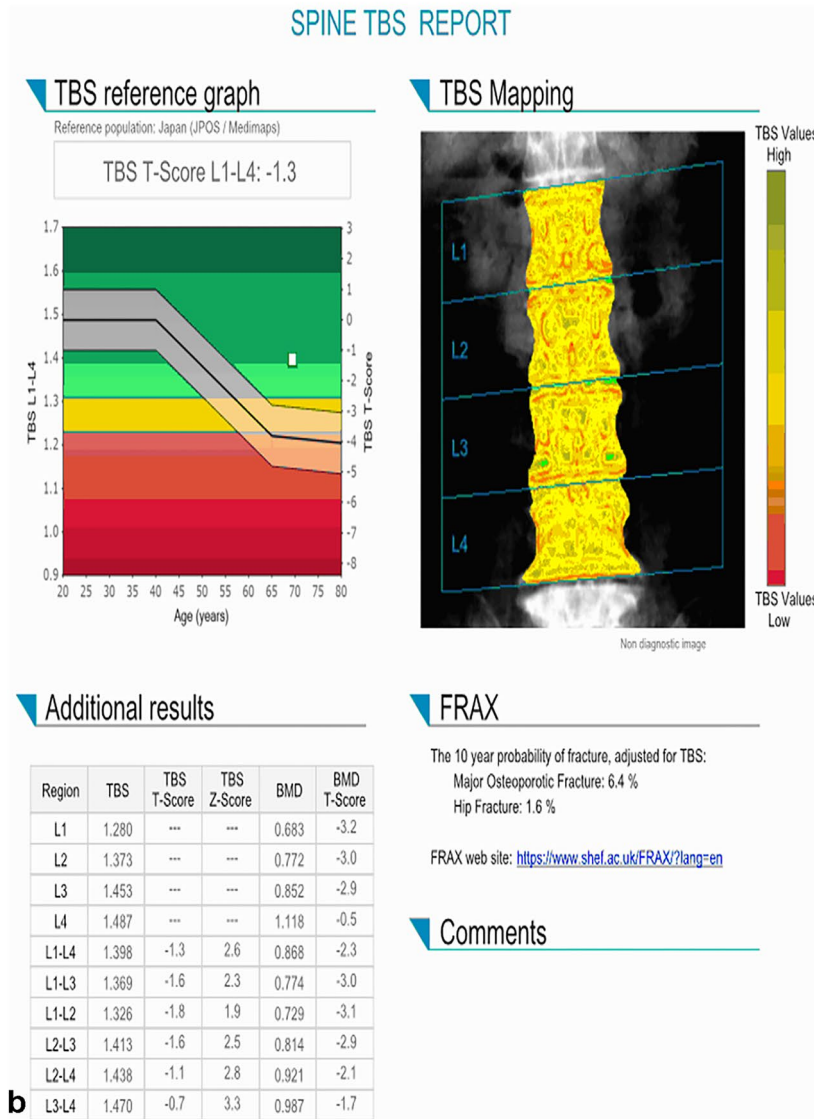 SPINE TBS REPORT
TBS reference graph
Reference population: Japan (JPOS / Medimaps)
TBS T-Score L1-L4: -1.3
TBS L1-L4
1.7
1.6
1.5
1.4
1.3
1.2
1.1
1.0
0.9
3
2
1
0
-1
-2
-3
-4
-5
-6
-7
-8
TBS T-Score
20 25 30 35 40 45 50 55 60 65 70 75 80
Age (years)
TBS Mapping
L1
L2
L3
L4
TBS Values
High
TBS Values
Low
Non diagnostic image
Additional results
Region TBS TBS T-Score TBS Z-Score BMD BMD T-Score
L1 1.280 --- --- 0.683 -3.2
L2 1.373 --- --- 0.772 -3.0
L3 1.453 --- --- 0.852 -2.9
L4 1.487 --- --- 1.118 -0.5
L1-L4 1.398 -1.3 2.6 0.868 -2.3
L1-L3 1.369 -1.6 2.3 0.774 -3.0
L1-L2 1.326 -1.8 1.9 0.729 -3.1
L2-L3 1.413 -1.6 2.5 0.814 -2.9
L2-L4 1.438 -1.1 2.8 0.921 -2.1
L3-L4 1.470 -0.7 3.3 0.987 -1.7
FRAX
The 10 year probability of fracture, adjusted for TBS:
Major Osteoporotic Fracture: 6.4 %
Hip Fracture: 1.6 %
FRAX web site: https://www.shef.ac.uk/FRAX/?lang=en
Comments
b